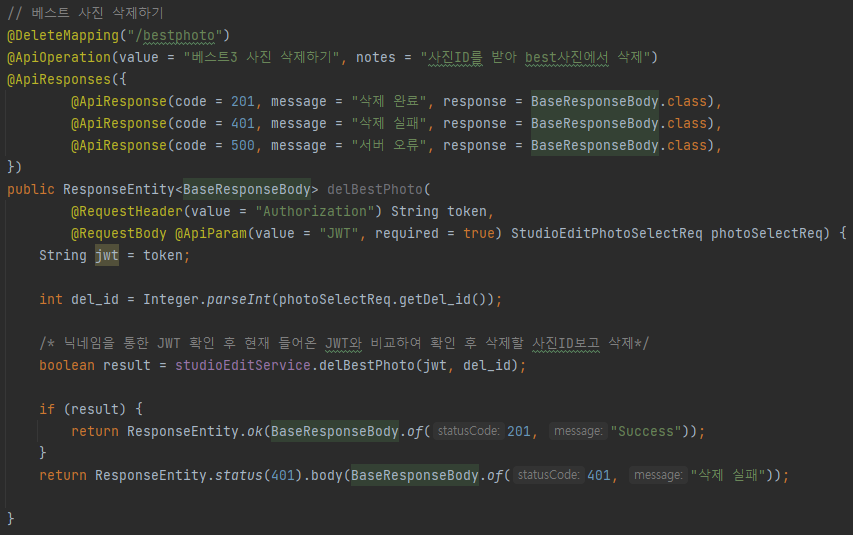 // 베스트 사진 삭제하기
@DeleteMapping("/bestphoto")
@ApiOperation(value = "베스트3 사진 삭제하기", notes = "사진ID를 받아 best사진에서 삭제")
@ApiResponses({
@ApiResponse(code = 201, message = "삭제 완료", response = BaseResponseBody.class),
@ApiResponse(code = 401, message = "삭제 실패", response = BaseResponseBody.class),
@ApiResponse(code = 500, message = "서버 오류", response = BaseResponseBody.class),
})
public ResponseEntity<BaseResponseBody> delBestPhoto(
@RequestHeader(value = "Authorization") String token,
@RequestBody @ApiParam(value = "JWT", required = true) StudioEditPhotoSelectReq photoSelectReq) {
String jwt = token;
int del_id = Integer.parseInt(photoSelectReq.getDel_id());
/* 닉네임을 통한 JWT 확인 후 현재 들어온 JWT와 비교하여 확인 후 삭제할 사진ID보고 삭제*/
boolean result = studioEditService.delBestPhoto(jwt, del_id);
if (result) {
return ResponseEntity.ok(BaseResponseBody.of( statusCode: 201, message: "Success"));
}
return ResponseEntity.status(401).body(BaseResponseBody.of( statusCode: 401, message: "삭제 실패"));
}